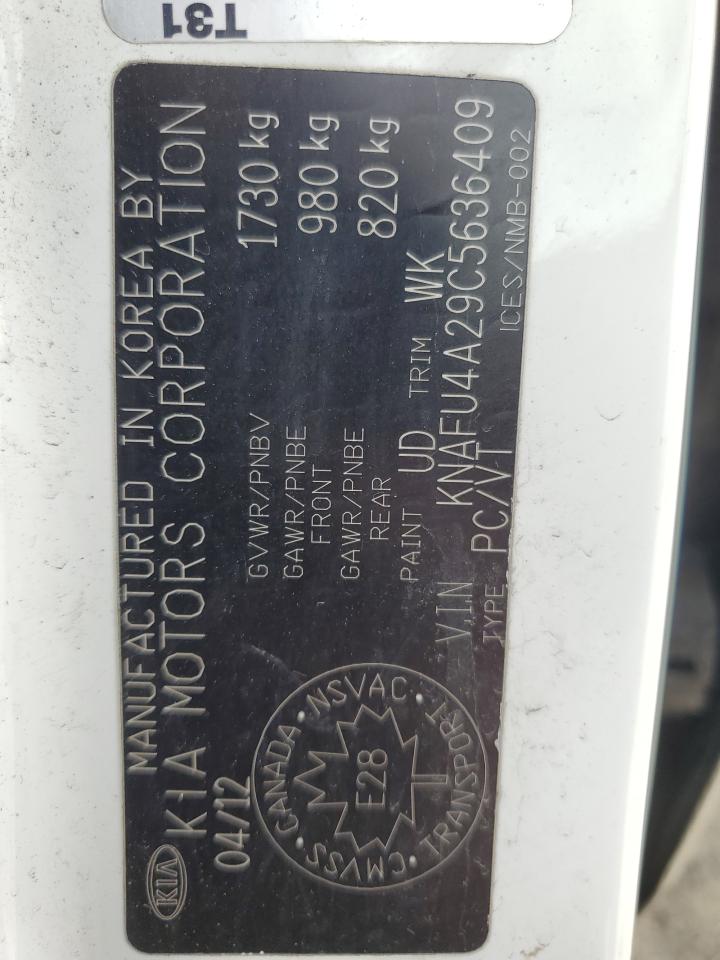 T31
KIA
MANUFACTURED IN KOREA BY
KIA MOTORS CORPORATION
04/12
GVWR/PNBV 1730 kg
GAWR/PNBE FRONT 980 kg
GAWR/PNBE REAR 820 kg
PAINT UD TRIM WK
V.I.N KNAFU4A29C5636409
TYPE PC/VT ICES/NMB-002
CANADA · NSVAC · TRANSPORT · CMVSS
E28